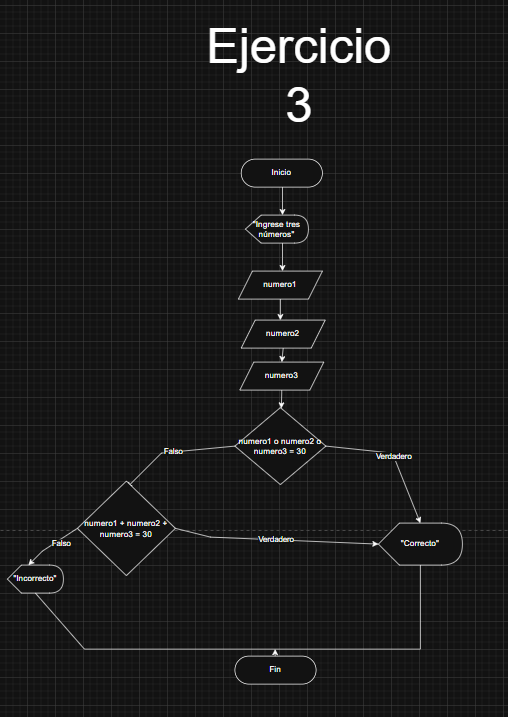 Ejercicio
3
Inicio
"Ingrese tres
números"
numero1
numero2
numero3
numero1 o numero2 o
numero3 = 30
Falso
Verdadero
numero1 + numero2 +
numero3 = 30
Falso
Verdadero
"Correcto"
"Incorrecto"
Fin